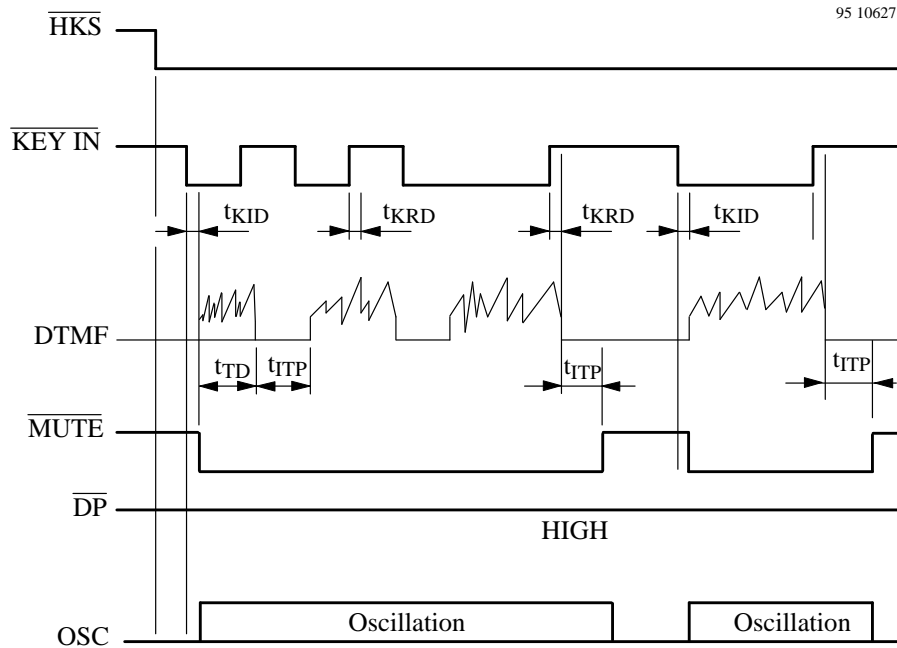 95 10627
HKS
KEY IN
tKID
tKRD
tKRD
tKID
DTMF
tTD
tITP
tITP
tITP
MUTE
DP
HIGH
OSC
Oscillation
Oscillation